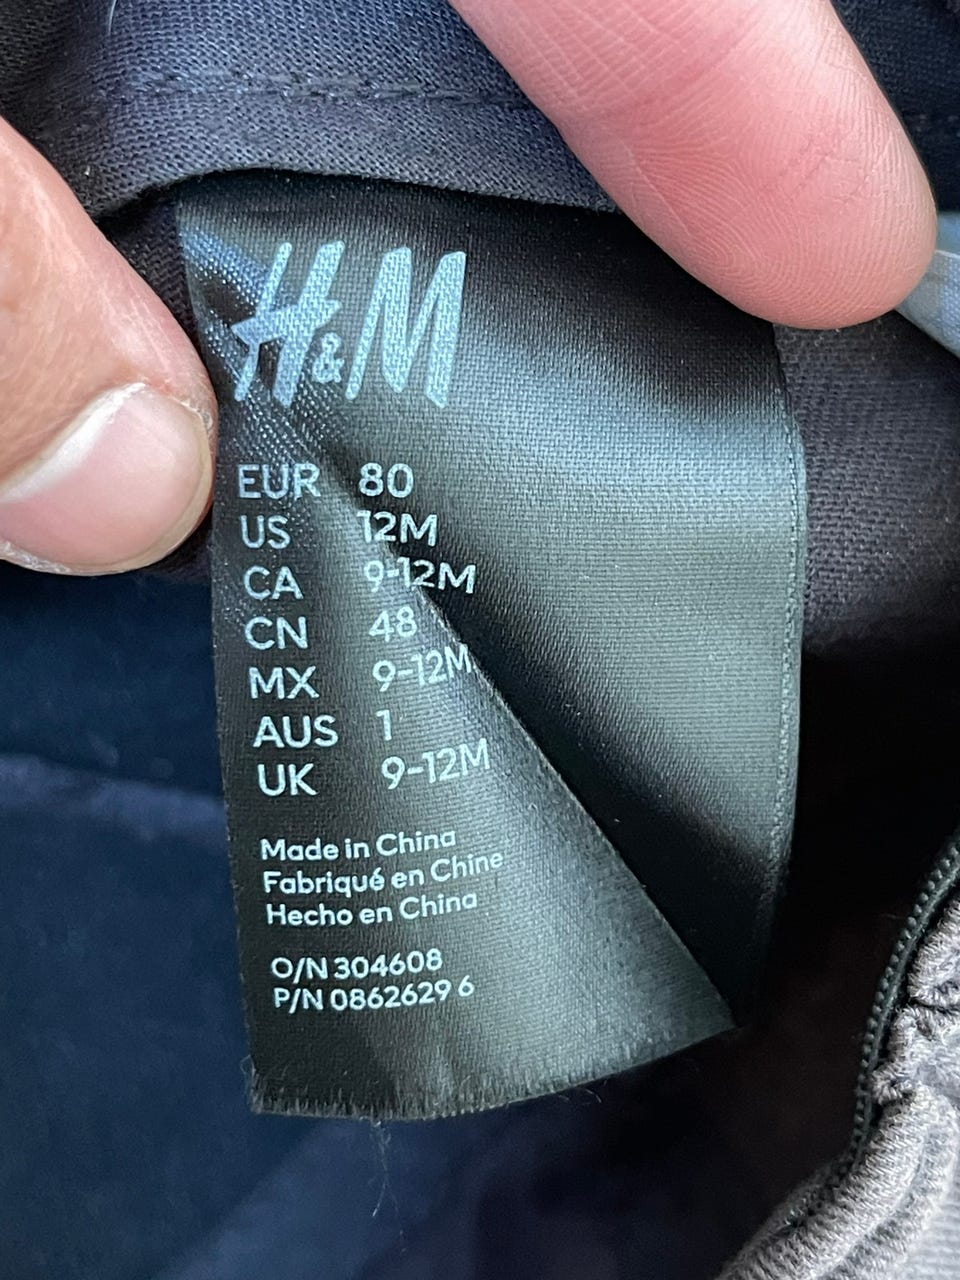 H&M
EUR 80
US 12M
CA 9-12M
CN 48
MX 9-12M
AUS 1
UK 9-12M
Made in China
Fabriqué en Chine
Hecho en China
O/N 304608
P/N 0862629 6